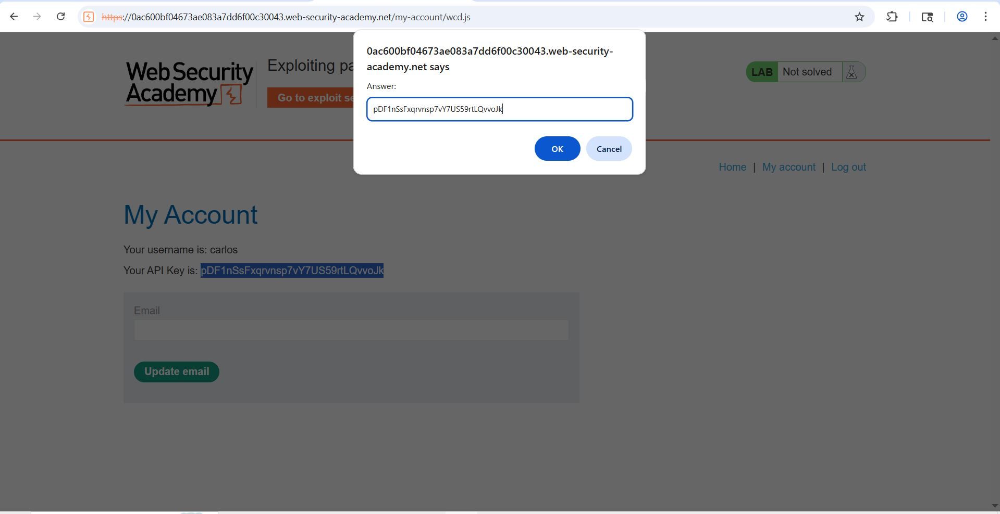 https://0ac600bf04673ae083a7dd6f00c30043.web-security-academy.net/my-account/wcd.js
0ac600bf04673ae083a7dd6f00c30043.web-security-
academy.net says
Answer:
pDF1nSsFxqrvnsp7vY7US59rtLQvvoJk
OK
Cancel
Web Security
Academy
Exploiting pa
Go to exploit se
LAB
Not solved
Home | My account | Log out
My Account
Your username is: carlos
Your API Key is: pDF1nSsFxqrvnsp7vY7US59rtLQvvoJk
Email
Update email